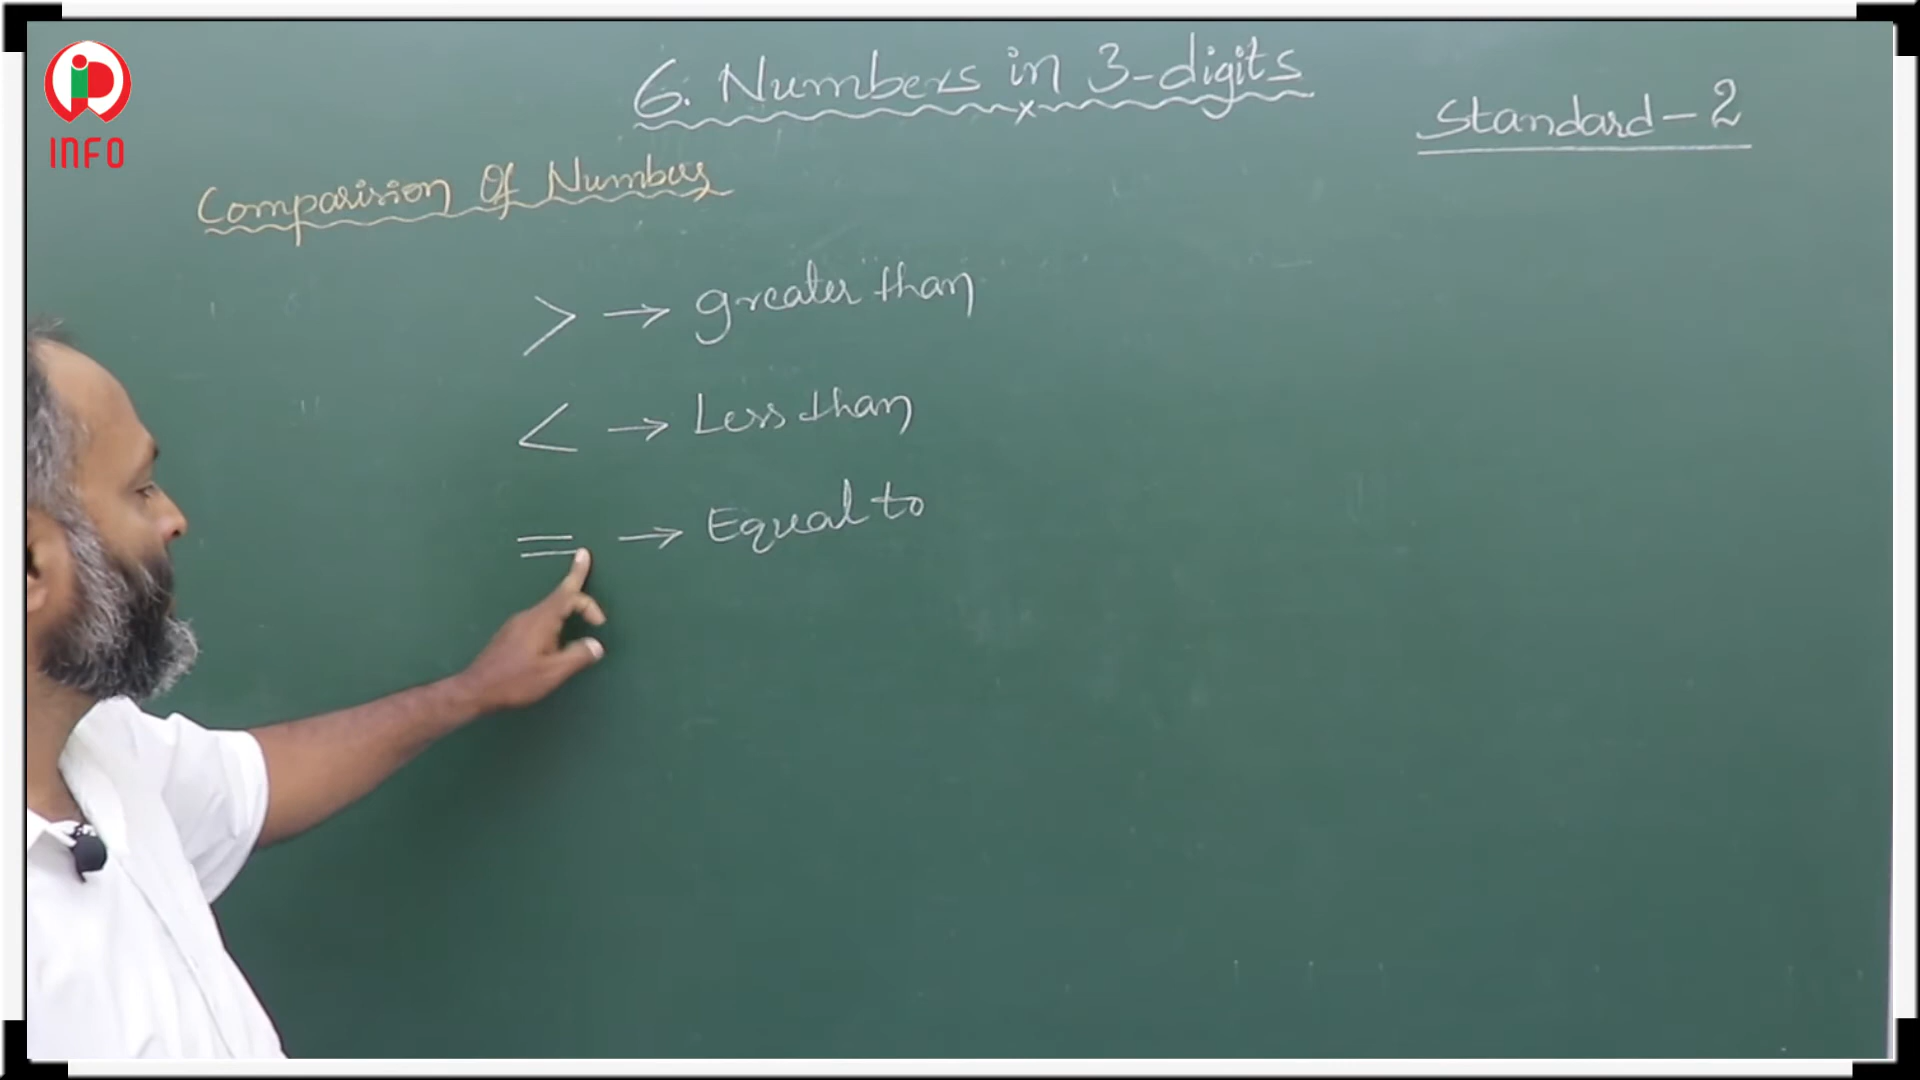 INFO
6. Numbers in 3-digits
Standard-2
Comparision Of Numbers
> → greater than
< → Less than
= → Equal to